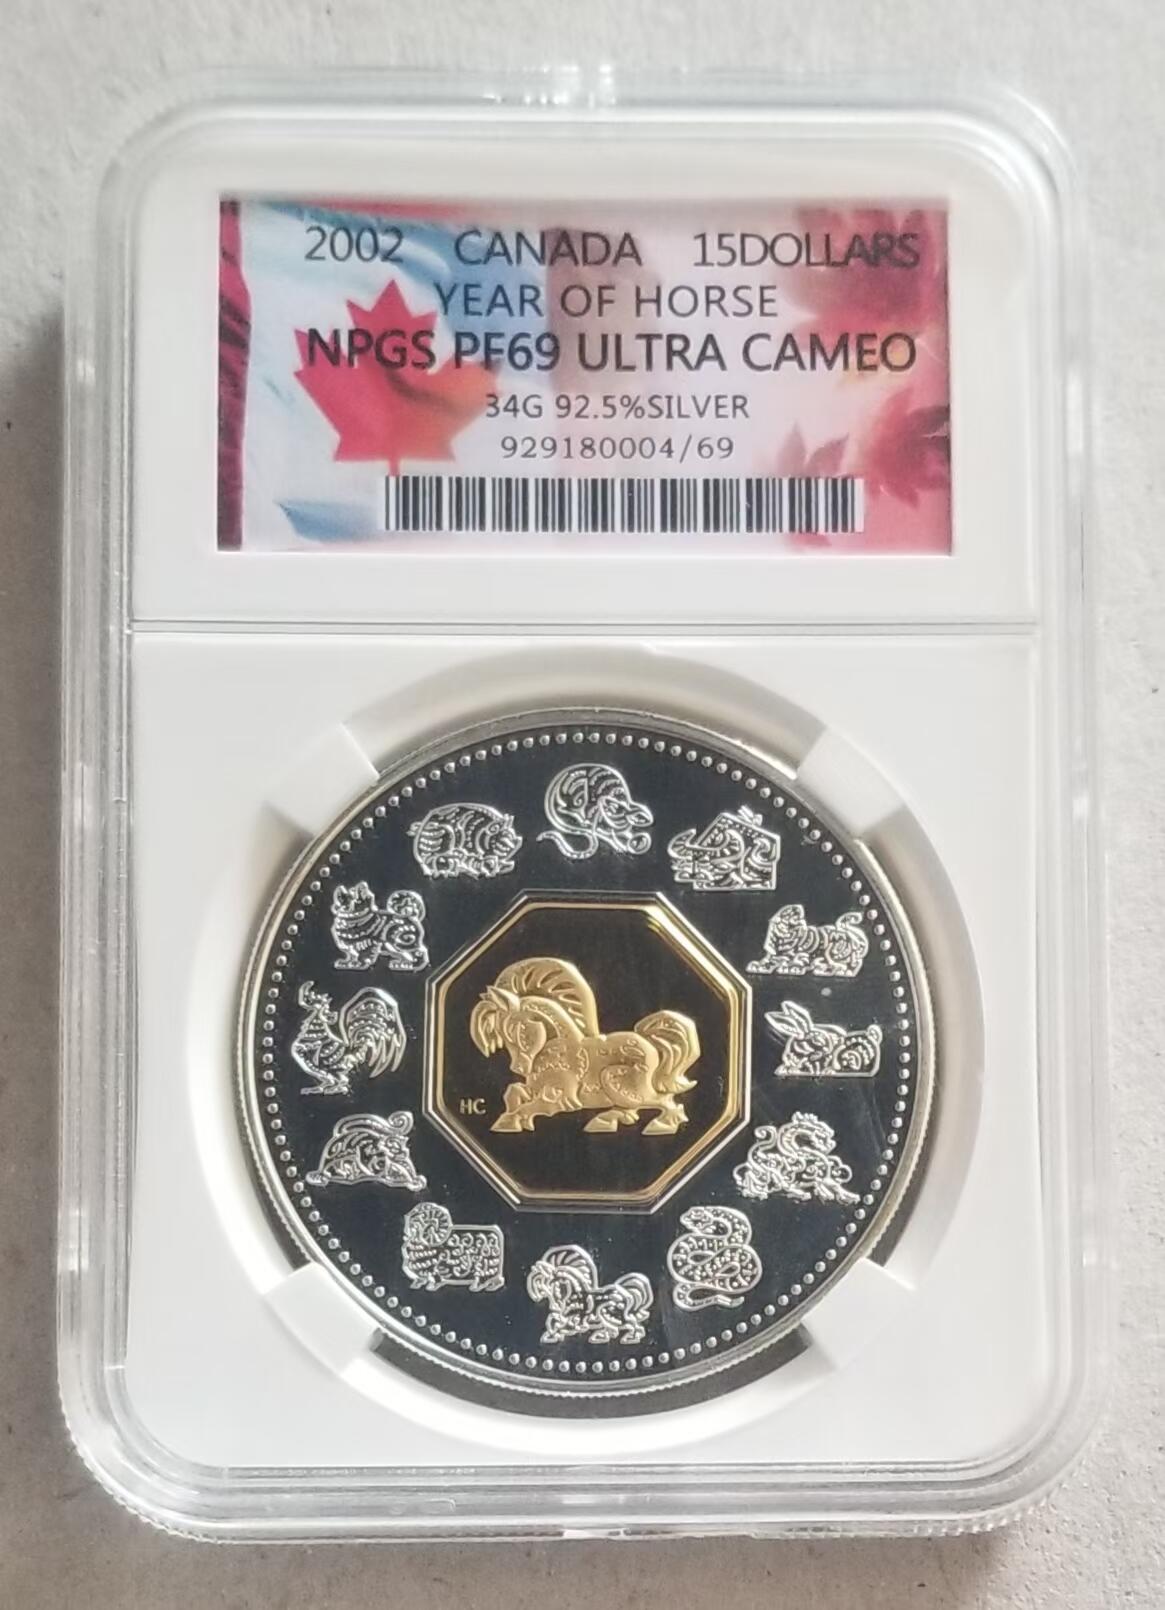 2002 CANADA 15DOLLARS
YEAR OF HORSE
NPGS PF69 ULTRA CAMEO
34G 92.5%SILVER
929180004/69
HC